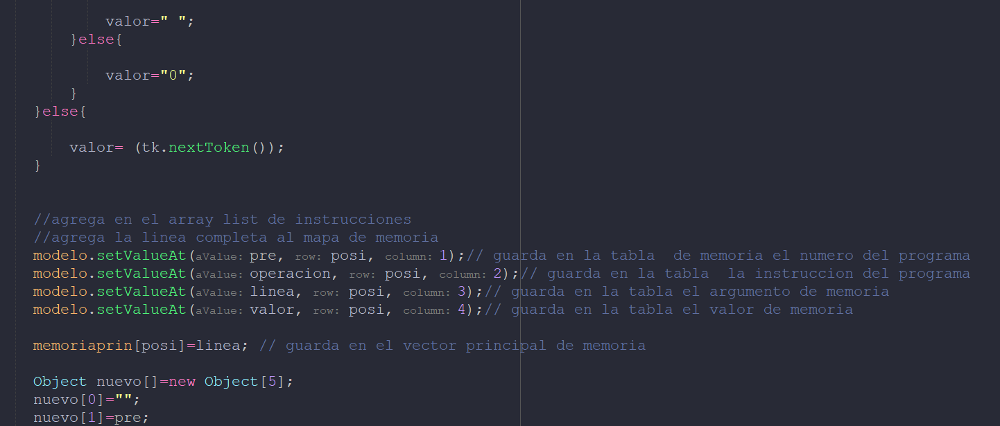 valor=" ";
}else{
valor="0";
}
}else{
valor= (tk.nextToken());
}
//agrega en el array list de instrucciones
//agrega la linea completa al mapa de memoria
modelo.setValueAt(aValue: pre, row: posi, column: 1);// guarda en la tabla  de memoria el numero del programa
modelo.setValueAt(aValue: operacion, row: posi, column: 2);// guarda en la tabla  la instruccion del programa
modelo.setValueAt(aValue: linea, row: posi, column: 3);// guarda en la tabla el argumento de memoria
modelo.setValueAt(aValue: valor, row: posi, column: 4);// guarda en la tabla el valor de memoria
memoriaprin[posi]=linea; // guarda en el vector principal de memoria
Object nuevo[]=new Object[5];
nuevo[0]="";
nuevo[1]=pre;